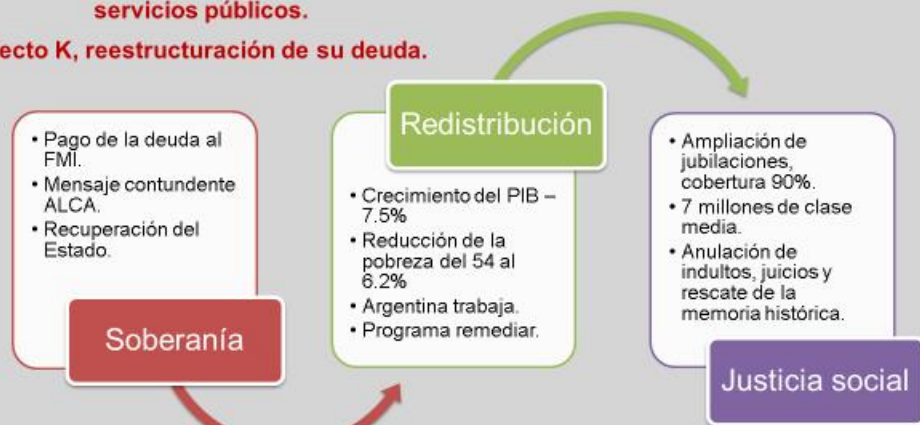 servicios públicos.
ecto K, reestructuración de su deuda.
• Pago de la deuda al
FMI.
• Mensaje contundente
ALCA.
• Recuperación del
Estado.
Soberanía
Redistribución
• Crecimiento del PIB –
7.5%
• Reducción de la
pobreza del 54 al
6.2%
• Argentina trabaja.
• Programa remediar.
• Ampliación de
jubilaciones,
cobertura 90%.
• 7 millones de clase
media.
• Anulación de
indultos, juicios y
rescate de la
memoria histórica.
Justicia social